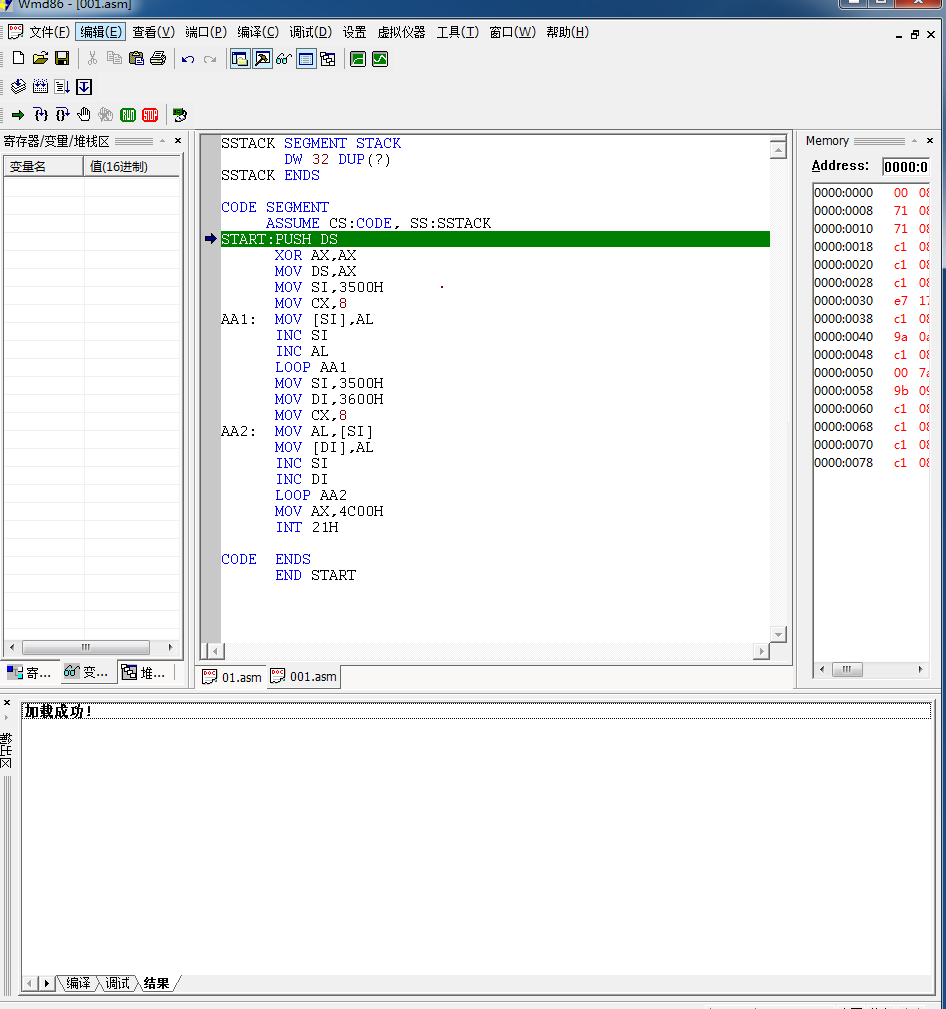 Wmd86 - [001.asm]
文件(F) 编辑(E) 查看(V) 端口(P) 编译(C) 调试(D) 设置 虚拟仪器 工具(T) 窗口(W) 帮助(H)
寄存器/变量/堆栈区
变量名 值(16进制)
SSTACK SEGMENT STACK
DW 32 DUP(?)
SSTACK ENDS
CODE SEGMENT
ASSUME CS:CODE, SS:SSTACK
START:PUSH DS
XOR AX,AX
MOV DS,AX
MOV SI,3500H
MOV CX,8
AA1: MOV [SI],AL
INC SI
INC AL
LOOP AA1
MOV SI,3500H
MOV DI,3600H
MOV CX,8
AA2: MOV AL,[SI]
MOV [DI],AL
INC SI
INC DI
LOOP AA2
MOV AX,4C00H
INT 21H
CODE ENDS
END START
Memory
Address: 0000:0
0000:0000 00 08
0000:0008 71 08
0000:0010 71 08
0000:0018 c1 08
0000:0020 c1 08
0000:0028 c1 08
0000:0030 e7 17
0000:0038 c1 08
0000:0040 9a 0a
0000:0048 c1 08
0000:0050 00 7a
0000:0058 9b 09
0000:0060 c1 08
0000:0068 c1 08
0000:0070 c1 08
0000:0078 c1 08
寄... 变... 堆...
01.asm 001.asm
加载成功!
编译 调试 结果